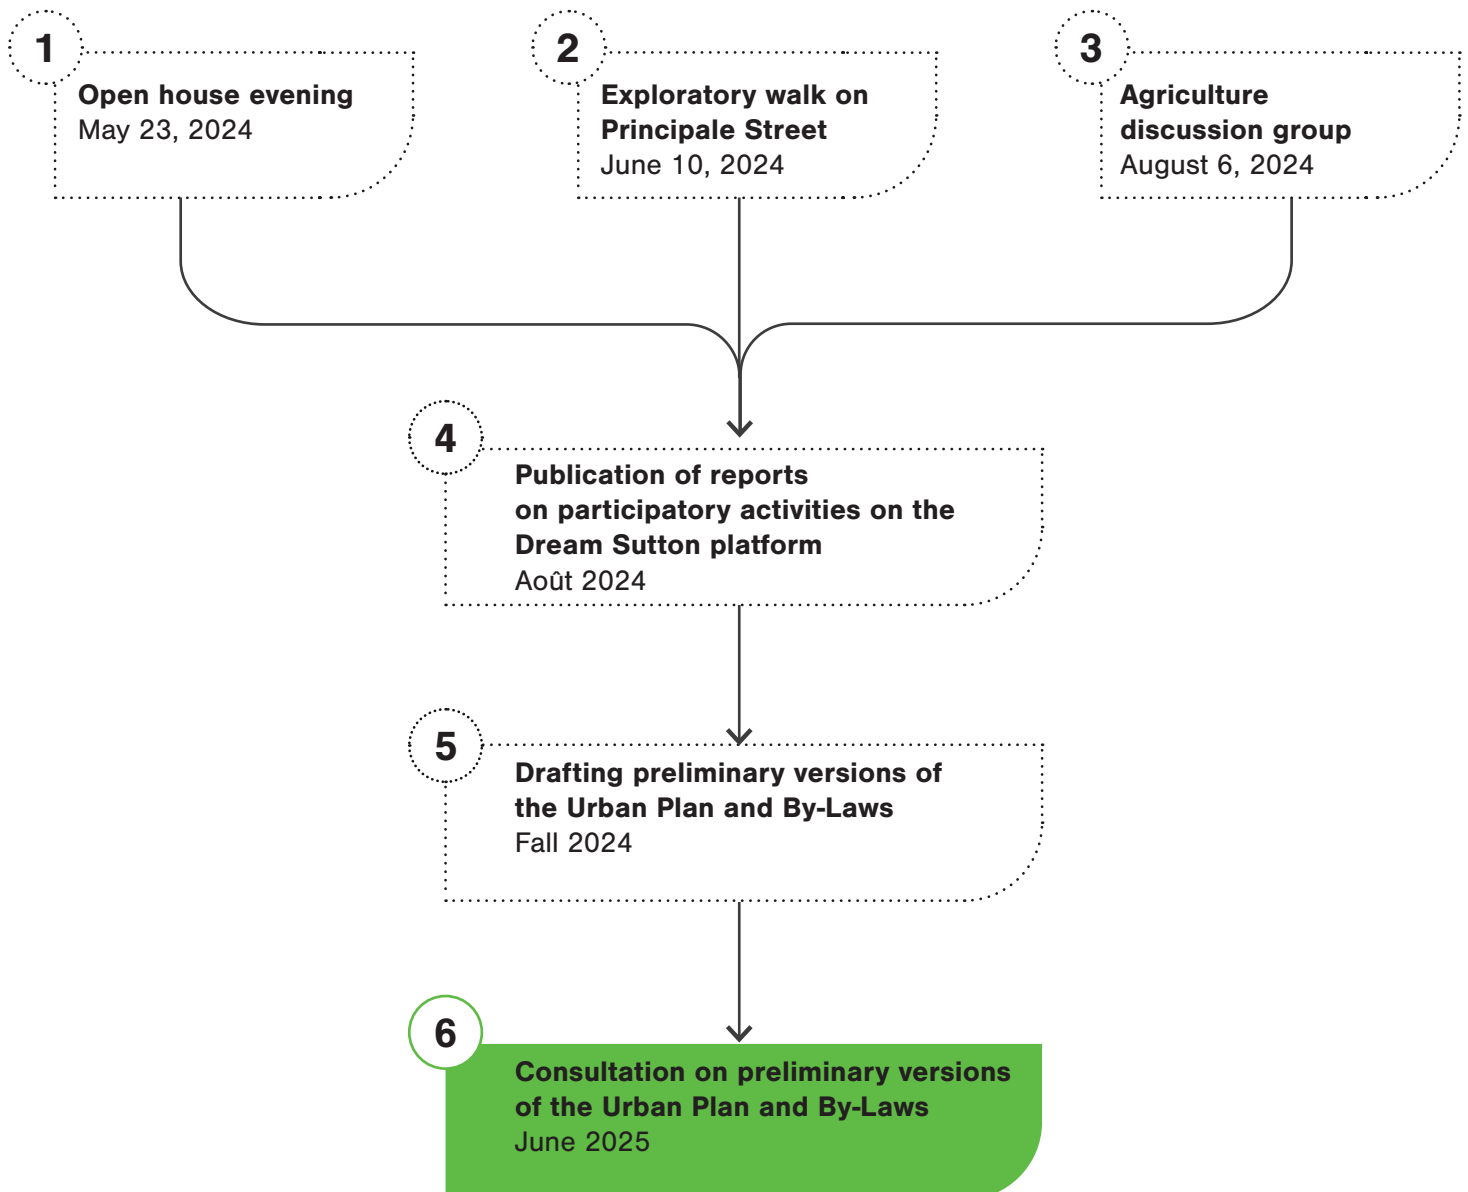 1
Open house evening
May 23, 2024
2
Exploratory walk on
Principale Street
June 10, 2024
3
Agriculture
discussion group
August 6, 2024
4
Publication of reports
on participatory activities on the
Dream Sutton platform
Août 2024
5
Drafting preliminary versions of
the Urban Plan and By-Laws
Fall 2024
6
Consultation on preliminary versions
of the Urban Plan and By-Laws
June 2025